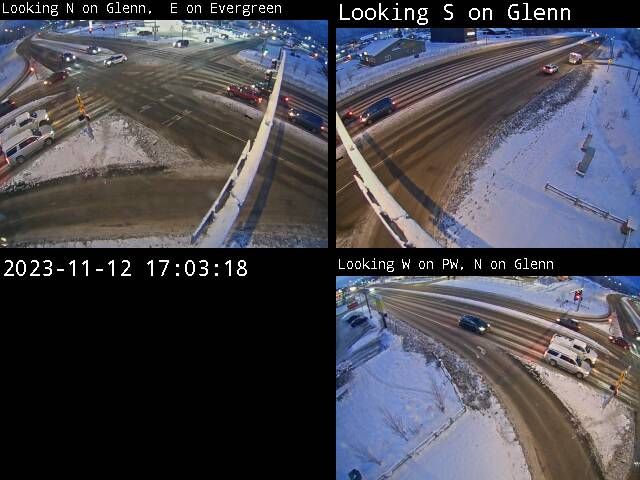 Looking N on Glenn,  E on Evergreen
Looking S on Glenn
2023-11-12 17:03:18
Looking W on PW, N on Glenn